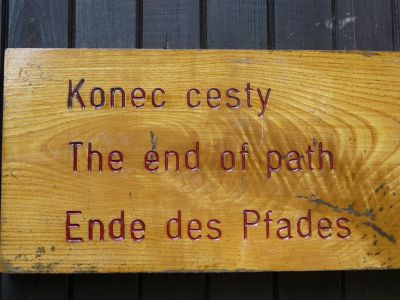 Konec cesty
The end of path
Ende des Pfades